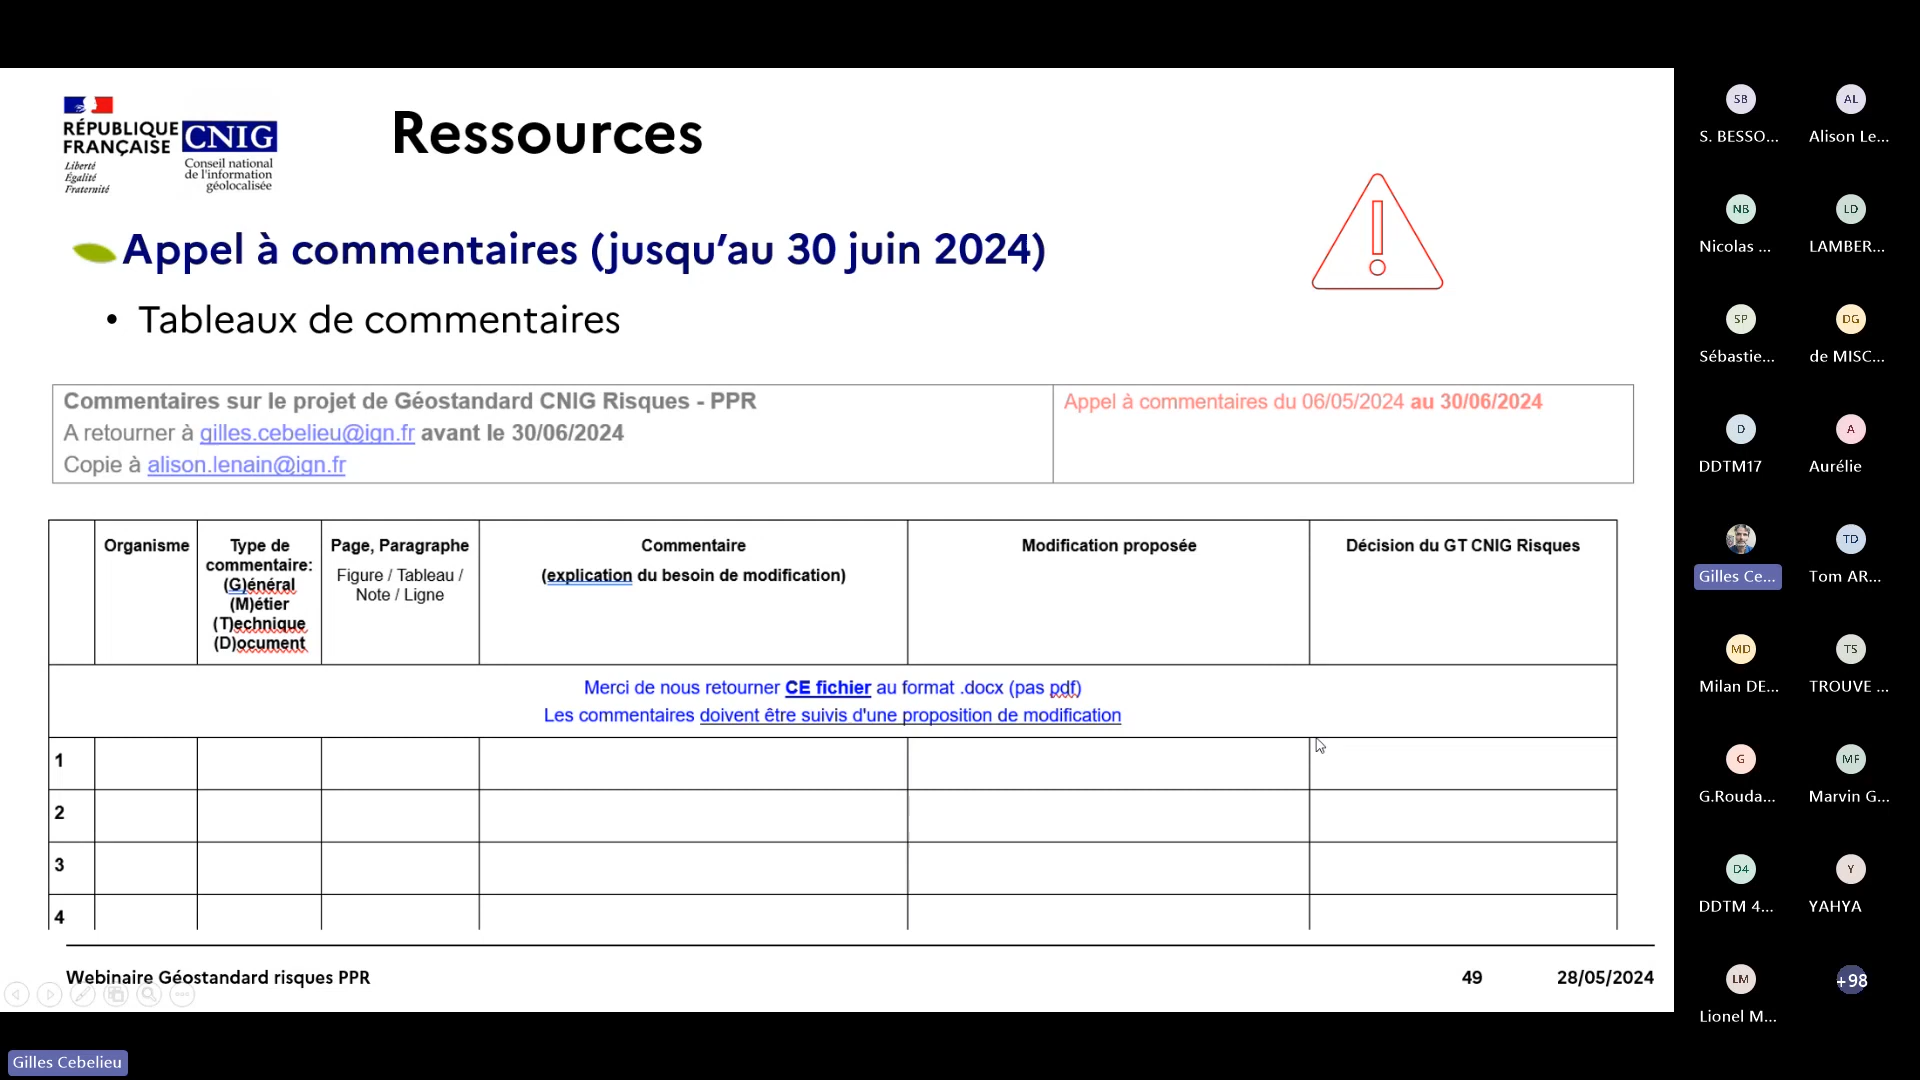 RÉPUBLIQUE
FRANÇAISE
Liberté
Égalité
Fraternité
CNIG
Conseil national
de l'information
géolocalisée
Ressources
Appel à commentaires (jusqu’au 30 juin 2024)
• Tableaux de commentaires
Commentaires sur le projet de Géostandard CNIG Risques - PPR
A retourner à gilles.cebelieu@ign.fr avant le 30/06/2024
Copie à alison.lenain@ign.fr
Appel à commentaires du 06/05/2024 au 30/06/2024
Organisme
Type de
commentaire:
(G)énéral
(M)étier
(T)echnique
(D)ocument
Page, Paragraphe
Figure / Tableau /
Note / Ligne
Commentaire
(explication du besoin de modification)
Modification proposée
Décision du GT CNIG Risques
Merci de nous retourner CE fichier au format .docx (pas pdf)
Les commentaires doivent être suivis d'une proposition de modification
1
2
3
4
Webinaire Géostandard risques PPR
49
28/05/2024
SB
S. BESSO...
AL
Alison Le...
NB
Nicolas ...
LD
LAMBER...
SP
Sébastie...
DG
de MISC...
D
DDTM17
A
Aurélie
Gilles Ce...
TD
Tom AR...
MD
Milan DE...
TS
TROUVE ...
G
G.Rouda...
MF
Marvin G...
D4
DDTM 4...
Y
YAHYA
LM
Lionel M...
+98
Gilles Cebelieu